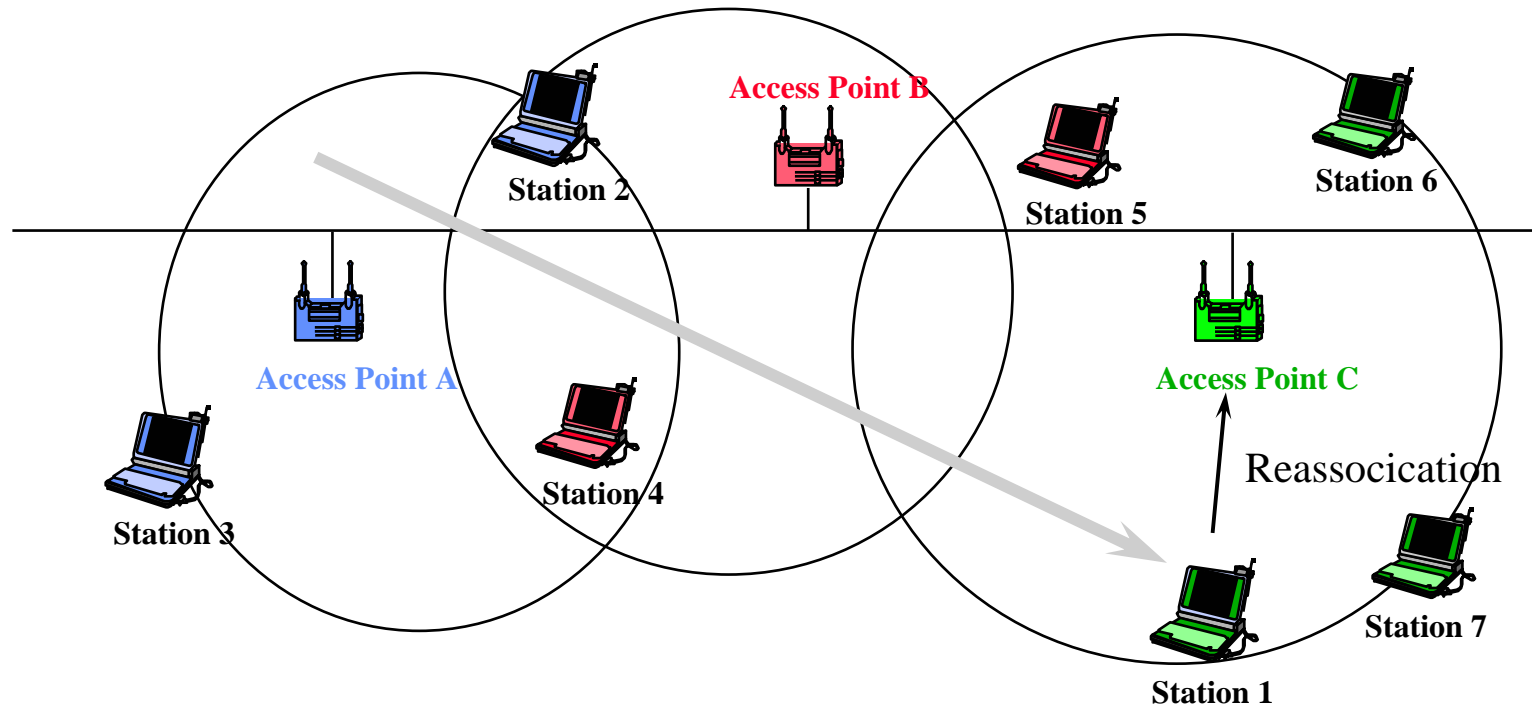 Access Point B
Station 2
Station 5
Station 6
Access Point A
Access Point C
Reassocication
Station 4
Station 3
Station 7
Station 1